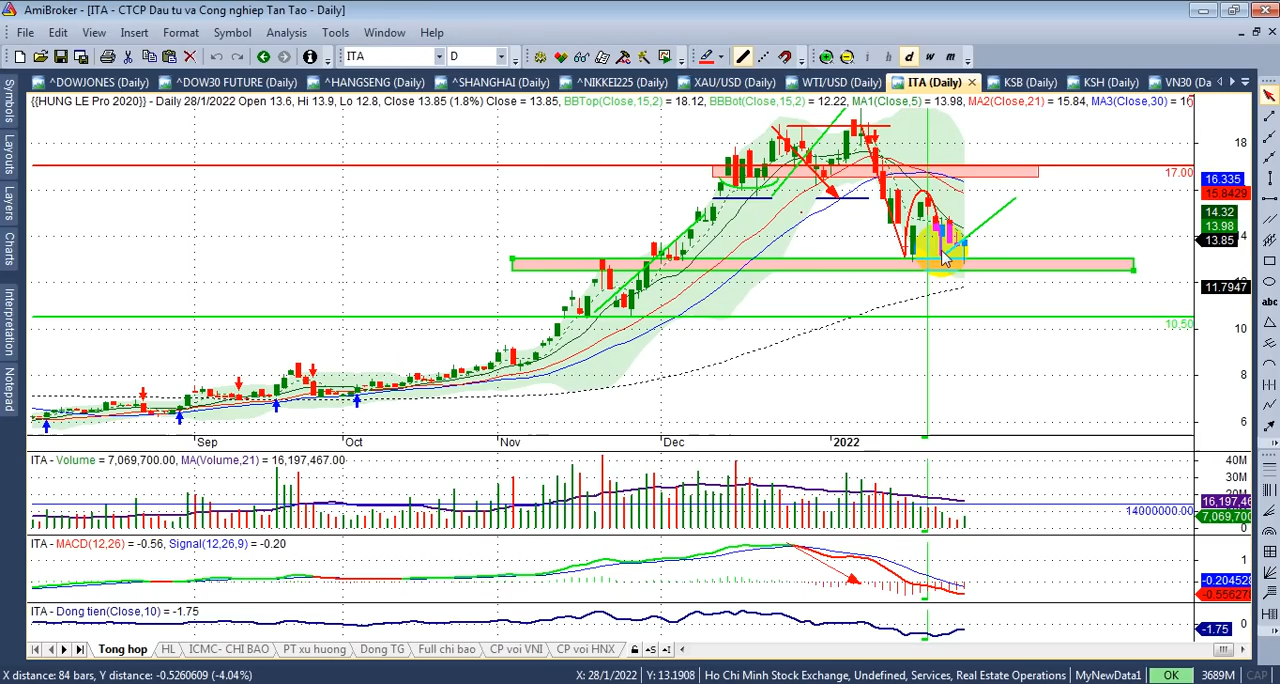 AmiBroker - [ITA - CTCP Dau tu va Cong nghiep Tan Tao - Daily]
File Edit View Insert Format Symbol Analysis Tools Window Help
ITA D i h d w m
^DOWJONES (Daily) ^DOW30 FUTURE (Daily) ^HANGSENG (Daily) ^SHANGHAI (Daily) ^NIKKEI225 (Daily) XAU/USD (Daily) WTI/USD (Daily) ITA (Daily) KSB (Daily) KSH (Daily) VN30 (Da
Symbols
Layouts
Layers
Charts
Interpretation
Notepad
abc
{{HUNG LE Pro 2020}} - Daily 28/1/2022 Open 13.6, Hi 13.9, Lo 12.8, Close 13.85 (1.8%) Close = 13.85, BBTop(Close,15,2) = 18.12, BBBot(Close,15,2) = 12.22, MA1(Close,5) = 13.98, MA2(Close,21) = 15.84, MA3(Close,30) =
18
17.00
16.335
15.8429
14.32
13.98
14
13.85
12
11.7947
10.50
10
8
6
Sep Oct Nov Dec 2022
ITA - Volume = 7,069,700.00, MA(Volume,21) = 16,197,467.00
40M
30M
16,197,46
14000000.00
7,069,700
0
ITA - MACD(12,26) = -0.56, Signal(12,26,9) = -0.20
1
-0.204528
-0.556278
ITA - Dong tien(Close,10) = -1.75
0
-1.75
Tong hop HL ICMC- CHI BAO PT xu huong Dong TG Full chi bao CP voi VNI CP voi HNX
X distance: 84 bars, Y distance: -0.5260609 (-4.04%) X: 28/1/2022 Y: 13.1908 Ho Chi Minh Stock Exchange, Undefined, Services, Real Estate Operations MyNewData1 OK 3689M CAP